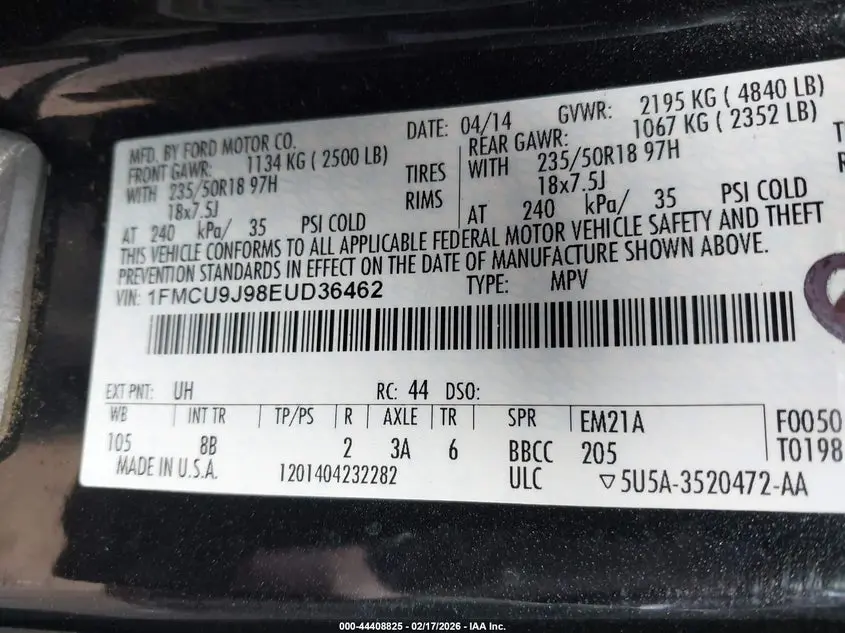 MFD. BY FORD MOTOR CO. DATE: 04/14 GVWR: 2195 KG ( 4840 LB)
FRONT GAWR: 1134 KG ( 2500 LB) REAR GAWR: 1067 KG ( 2352 LB)
WITH 235/50R18 97H TIRES WITH 235/50R18 97H
18x7.5J RIMS 18x7.5J
AT 240 kPa/ 35 PSI COLD AT 240 kPa/ 35 PSI COLD
THIS VEHICLE CONFORMS TO ALL APPLICABLE FEDERAL MOTOR VEHICLE SAFETY AND THEFT
PREVENTION STANDARDS IN EFFECT ON THE DATE OF MANUFACTURE SHOWN ABOVE.
VIN: 1FMCU9J98EUD36462 TYPE: MPV
EXT PNT: UH RC: 44 DSO:
WB INT TR TP/PS R AXLE TR SPR EM21A F0050
105 8B 2 3A 6 BBCC 205 T0198
MADE IN U.S.A. 1201404232282 ULC ▽5U5A-3520472-AA
000-44408825 | 02/17/2026 - IAA Inc.